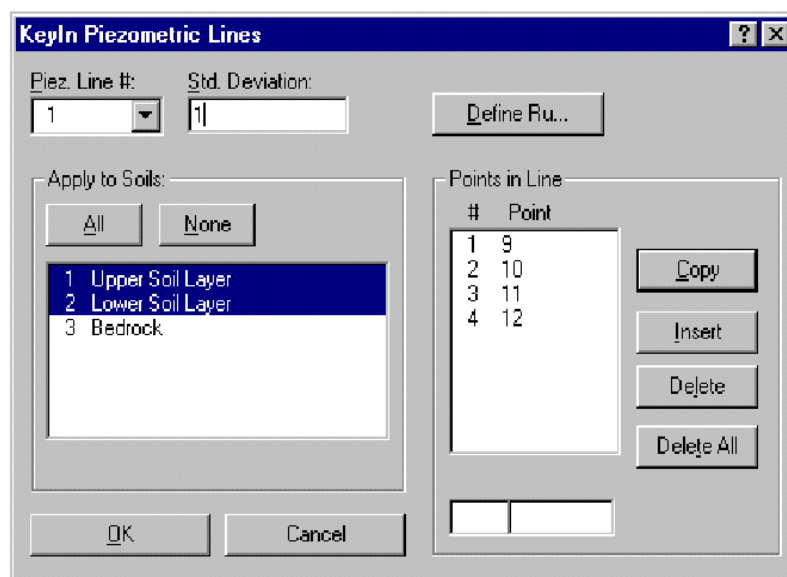 KeyIn Piezometric Lines
Piez. Line #: Std. Deviation:
1 1 Define Ru...
Apply to Soils:
All None
1 Upper Soil Layer
2 Lower Soil Layer
3 Bedrock
Points in Line
# Point
1 9
2 10
3 11
4 12
Copy
Insert
Delete
Delete All
OK Cancel